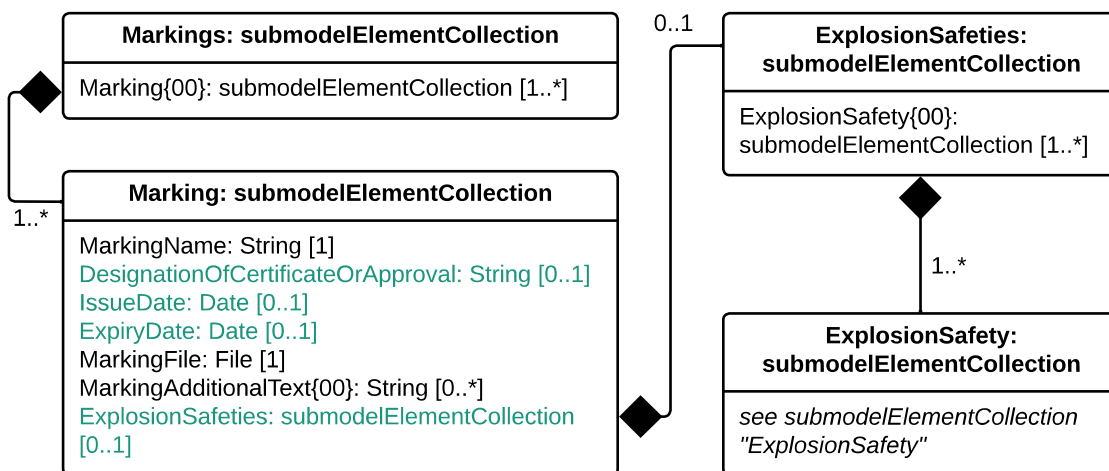 Markings: submodelElementCollection
Marking{00}: submodelElementCollection [1..*]
1..*
Marking: submodelElementCollection
MarkingName: String [1]
DesignationOfCertificateOrApproval: String [0..1]
IssueDate: Date [0..1]
ExpiryDate: Date [0..1]
MarkingFile: File [1]
MarkingAdditionalText{00}: String [0..*]
ExplosionSafeties: submodelElementCollection
[0..1]
0..1
ExplosionSafeties:
submodelElementCollection
ExplosionSafety{00}:
submodelElementCollection [1..*]
1..*
ExplosionSafety:
submodelElementCollection
see submodelElementCollection
"ExplosionSafety"